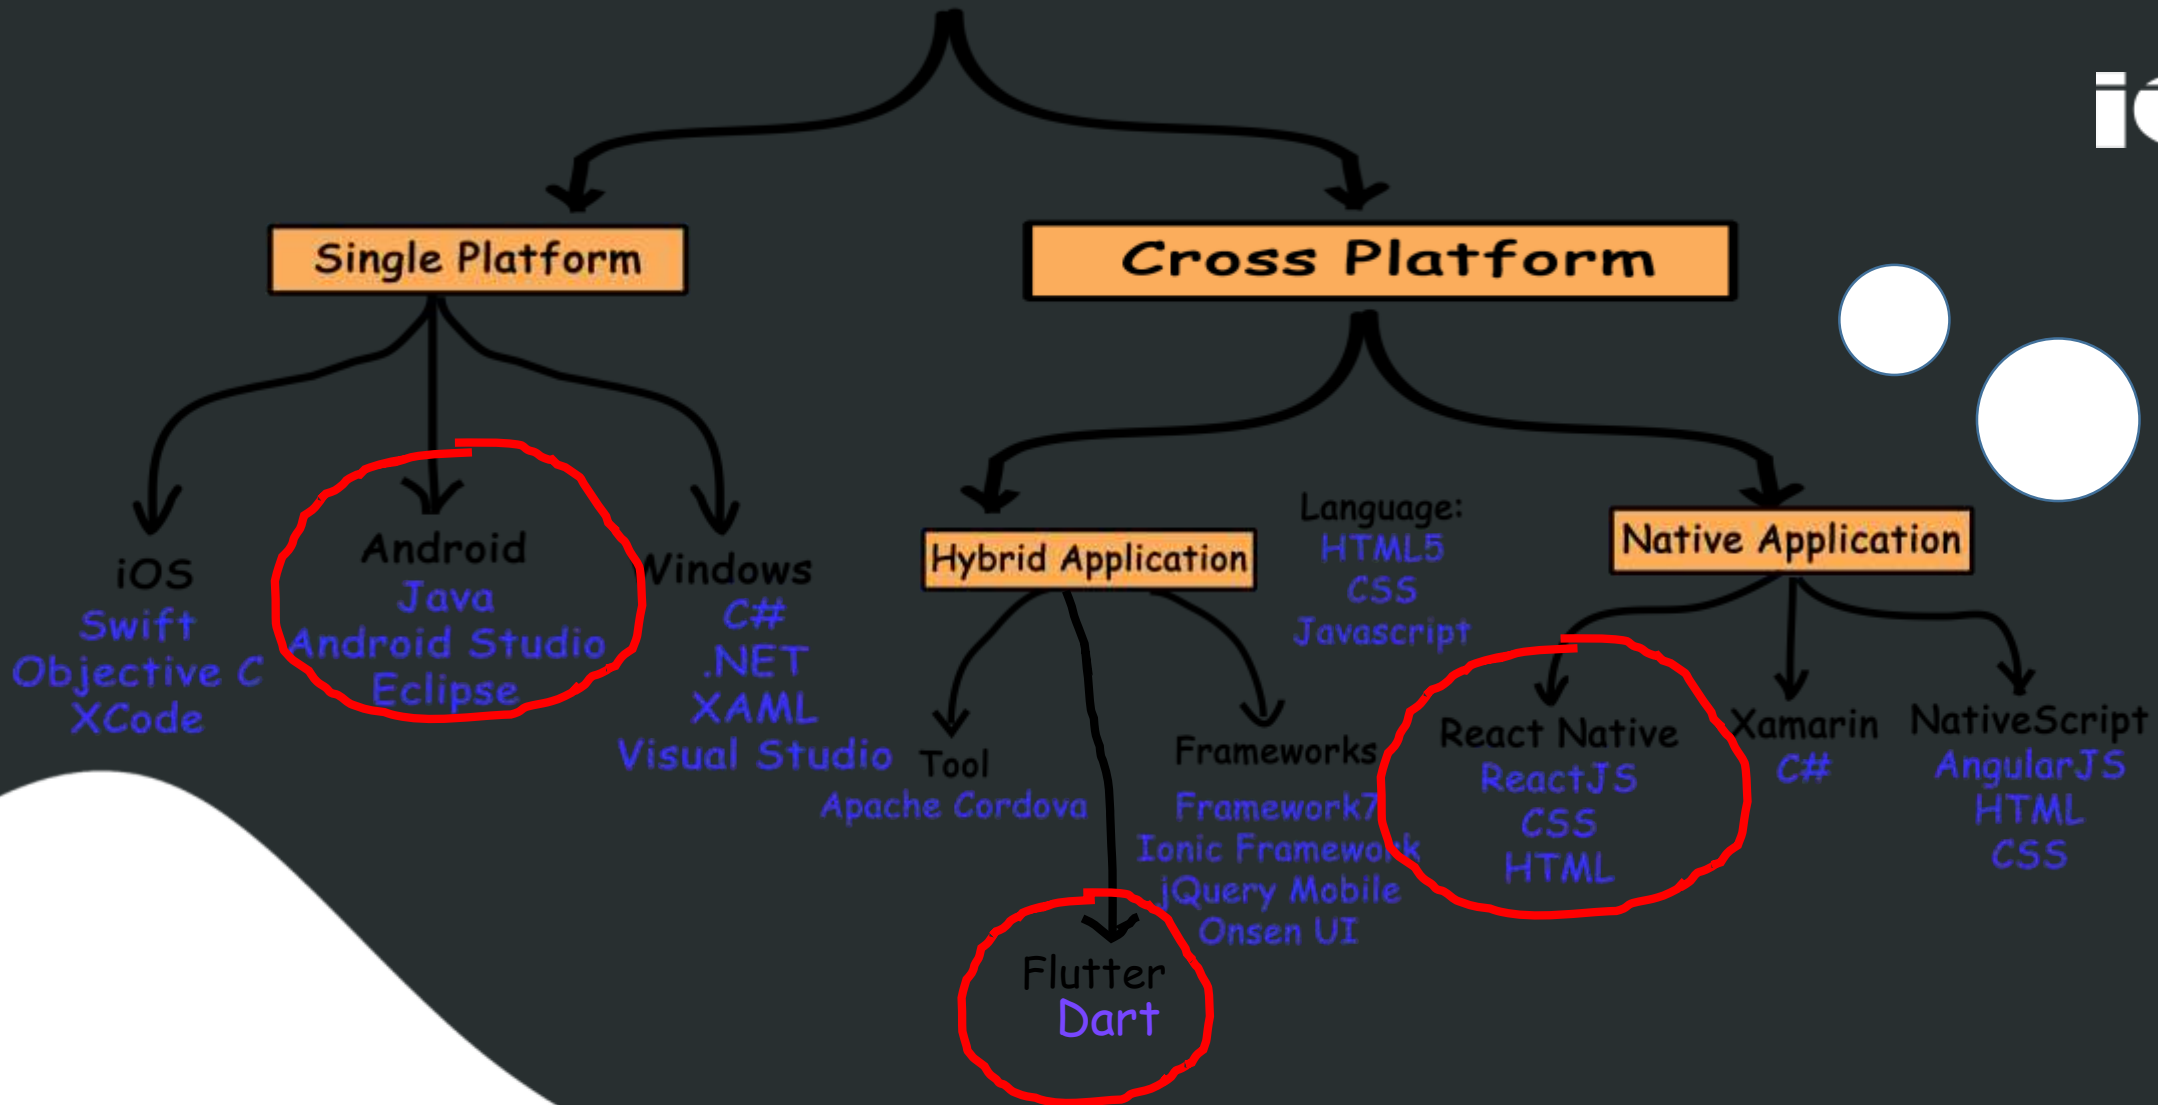 Single Platform
Cross Platform
iOS
Swift
Objective C
XCode
Android
Java
Android Studio
Eclipse
Windows
C#
.NET
XAML
Visual Studio
Hybrid Application
Language:
HTML5
CSS
Javascript
Native Application
Tool
Apache Cordova
Flutter
Dart
Frameworks
Framework7
Ionic Framework
jQuery Mobile
Onsen UI
React Native
ReactJS
CSS
HTML
Xamarin
C#
NativeScript
AngularJS
HTML
CSS